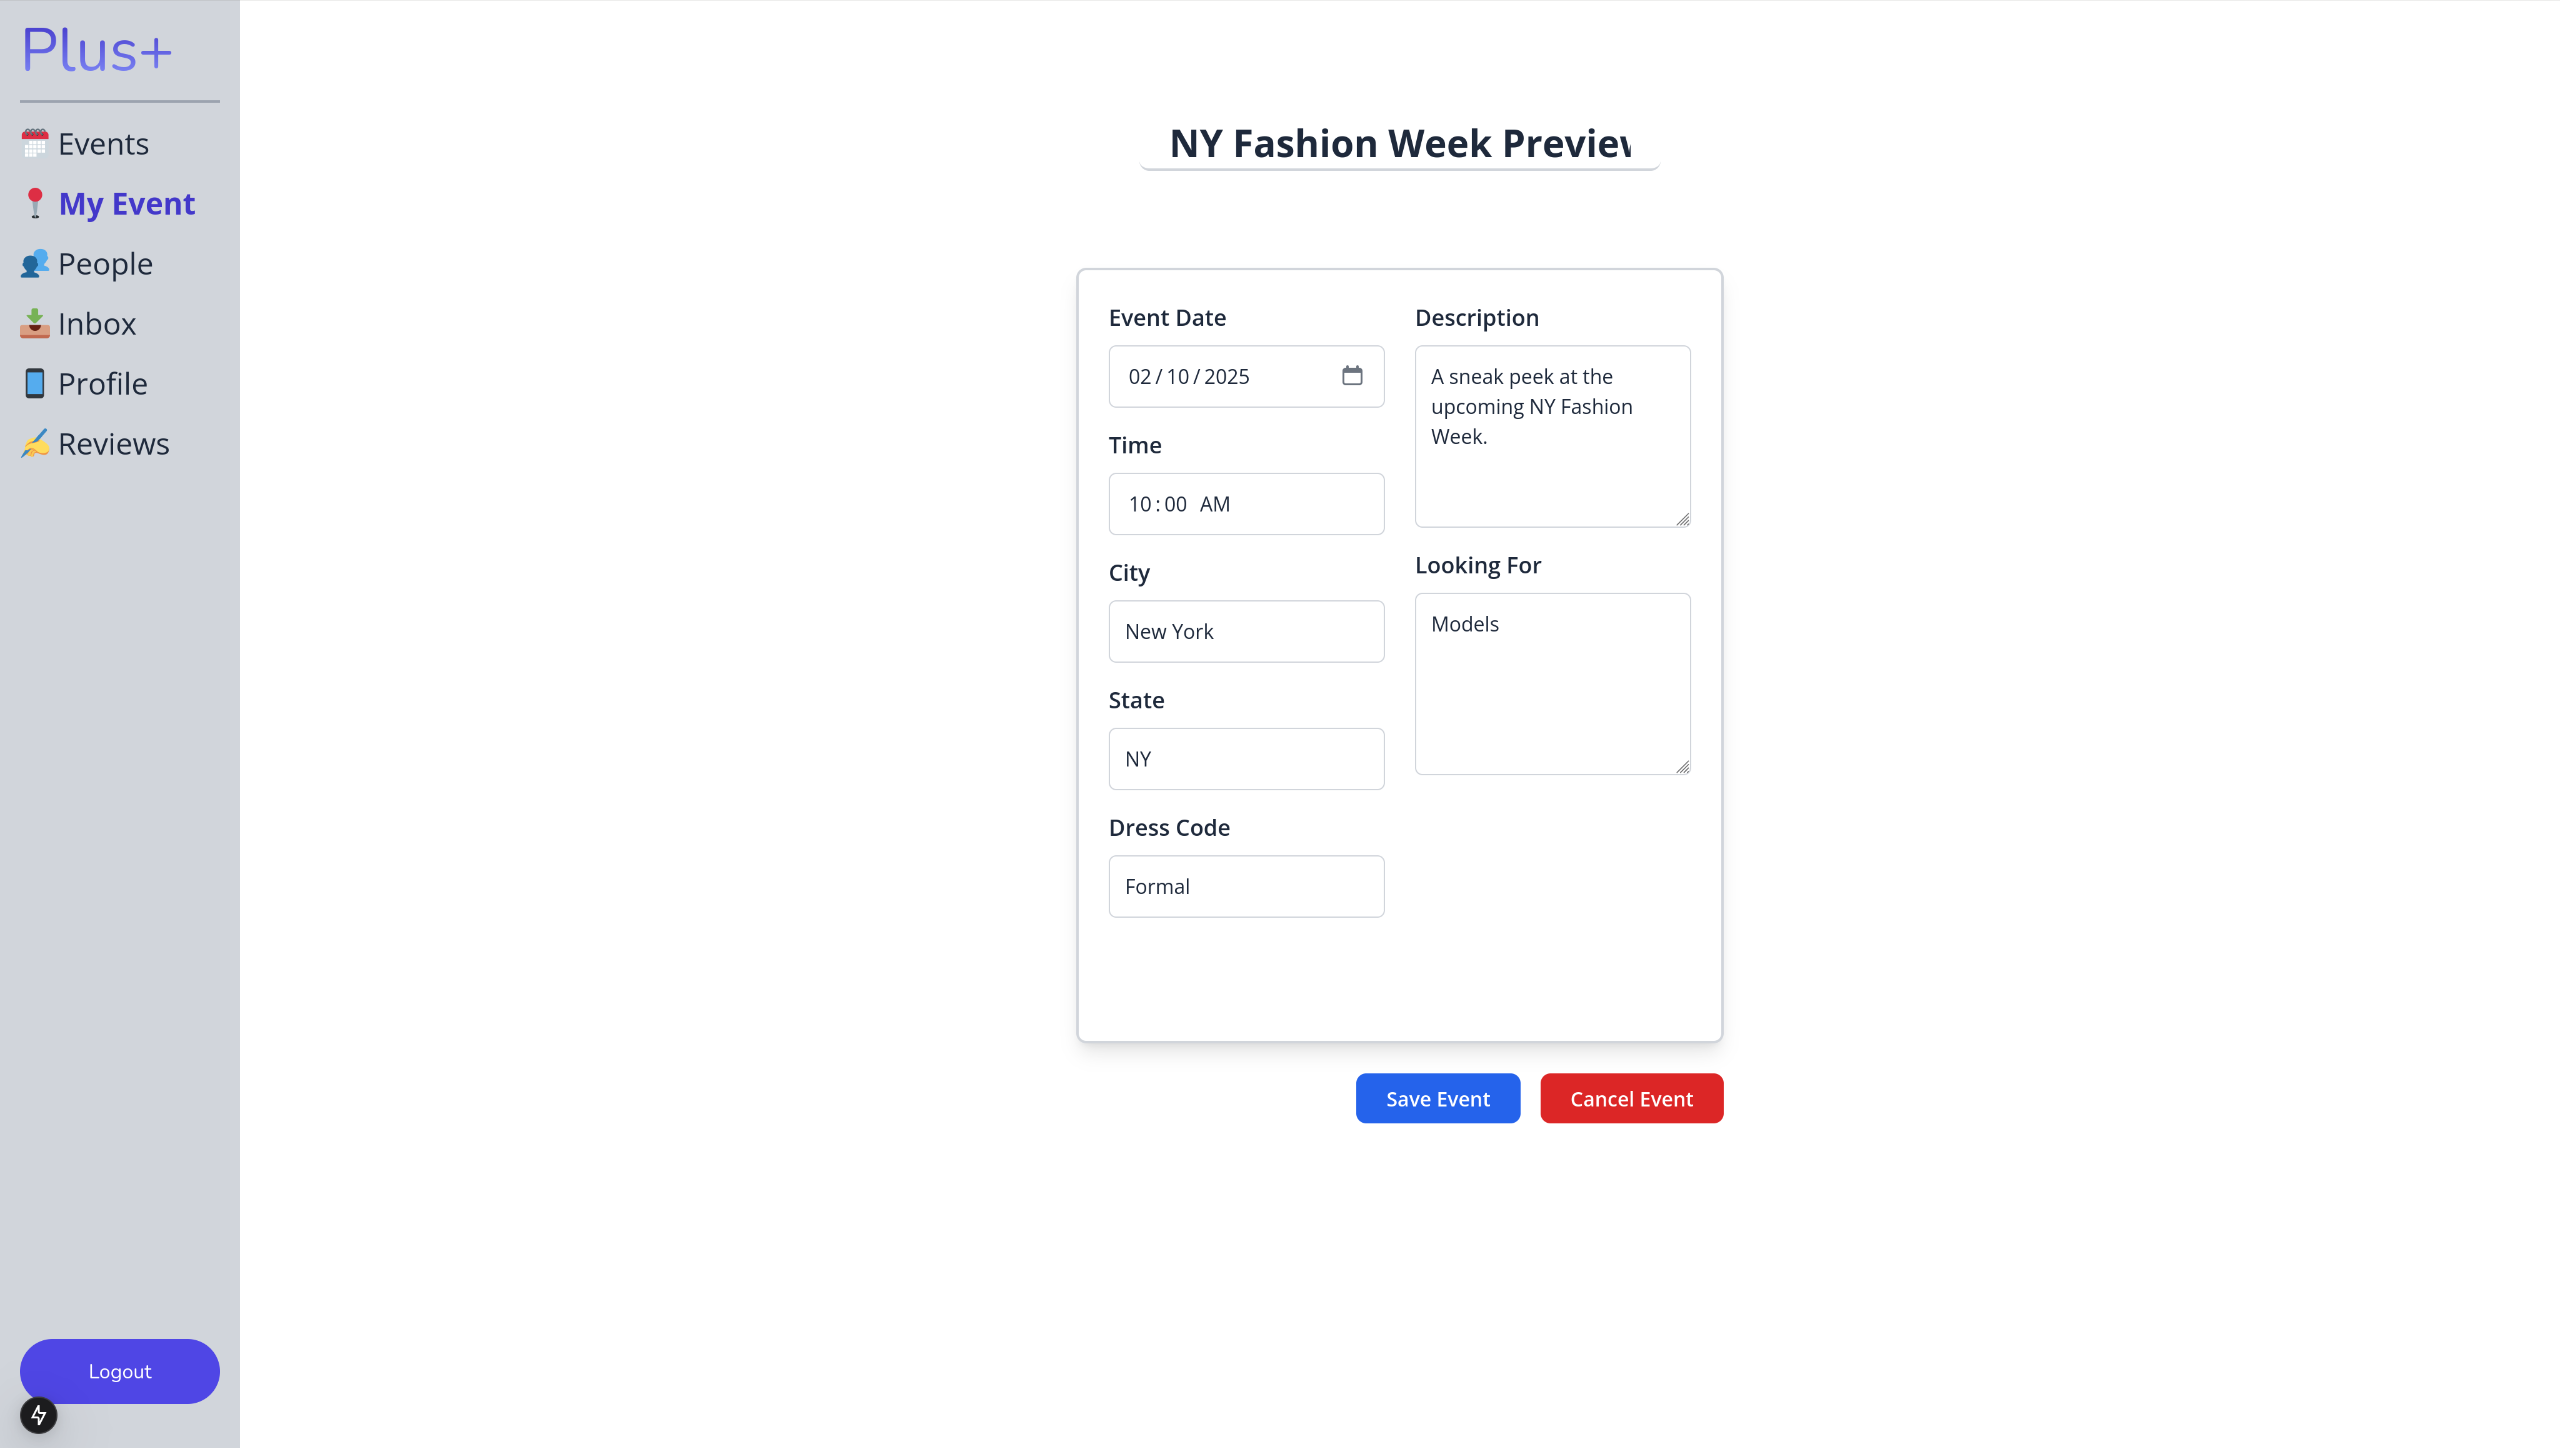 Plus+
Events
My Event
People
Inbox
Profile
Reviews
Logout
NY Fashion Week Preview
Event Date
02/10/2025
Time
10:00 AM
City
New York
State
NY
Dress Code
Formal
Description
A sneak peek at the
upcoming NY Fashion
Week.
Looking For
Models
Save Event
Cancel Event